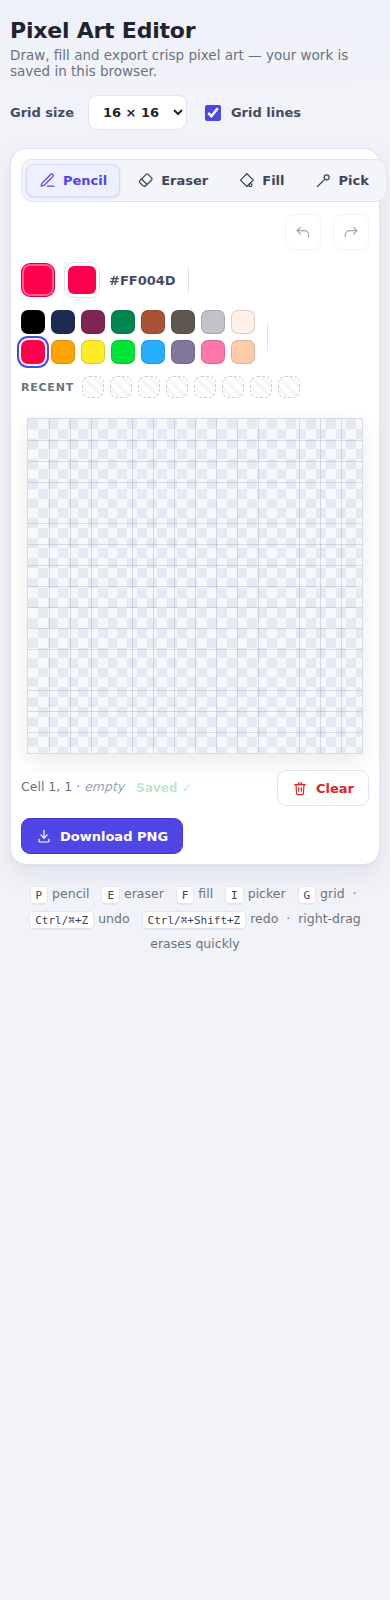 Pixel Art Editor
Draw, fill and export crisp pixel art — your work is
saved in this browser.
Grid size 16 × 16 Grid lines
Pencil Eraser Fill Pick
#FF004D
RECENT
Cell 1, 1 · empty Saved ✓ Clear
Download PNG
P pencil E eraser F fill I picker G grid ·
Ctrl/⌘+Z undo Ctrl/⌘+Shift+Z redo · right-drag
erases quickly